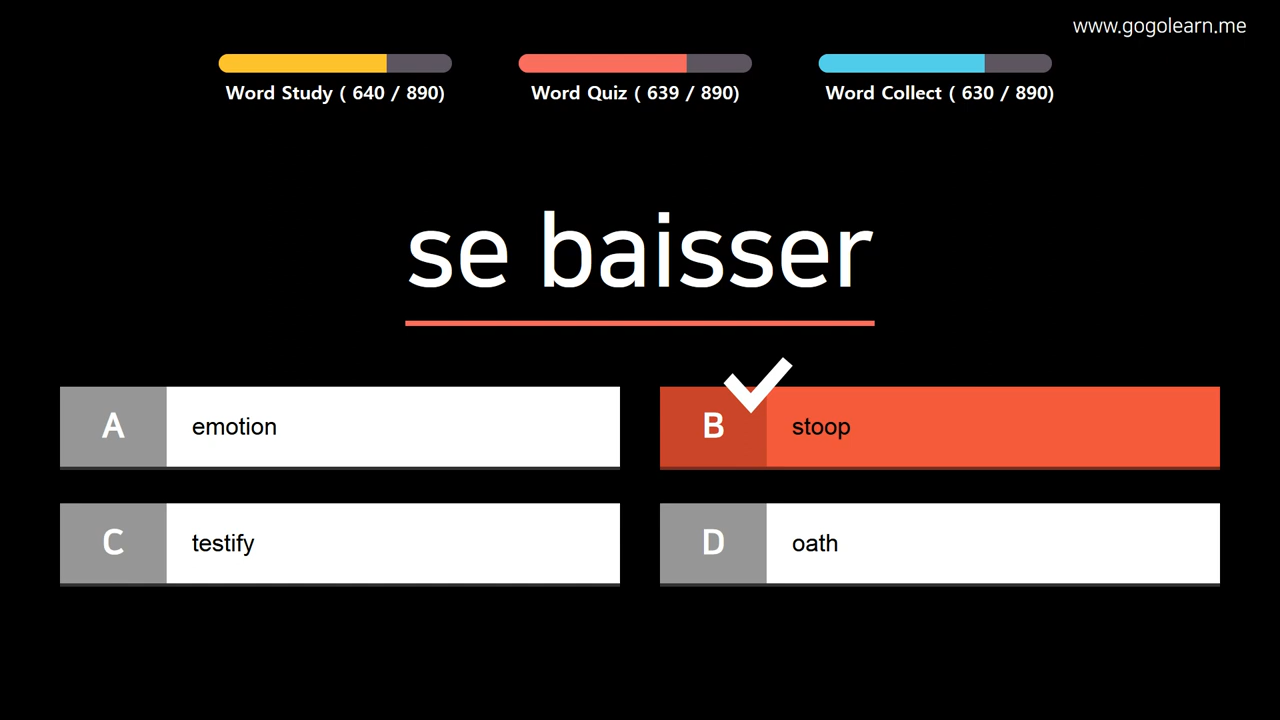 www.gogolearn.me
Word Study ( 640 / 890)
Word Quiz ( 639 / 890)
Word Collect ( 630 / 890)
se baisser
A emotion
B stoop
C testify
D oath